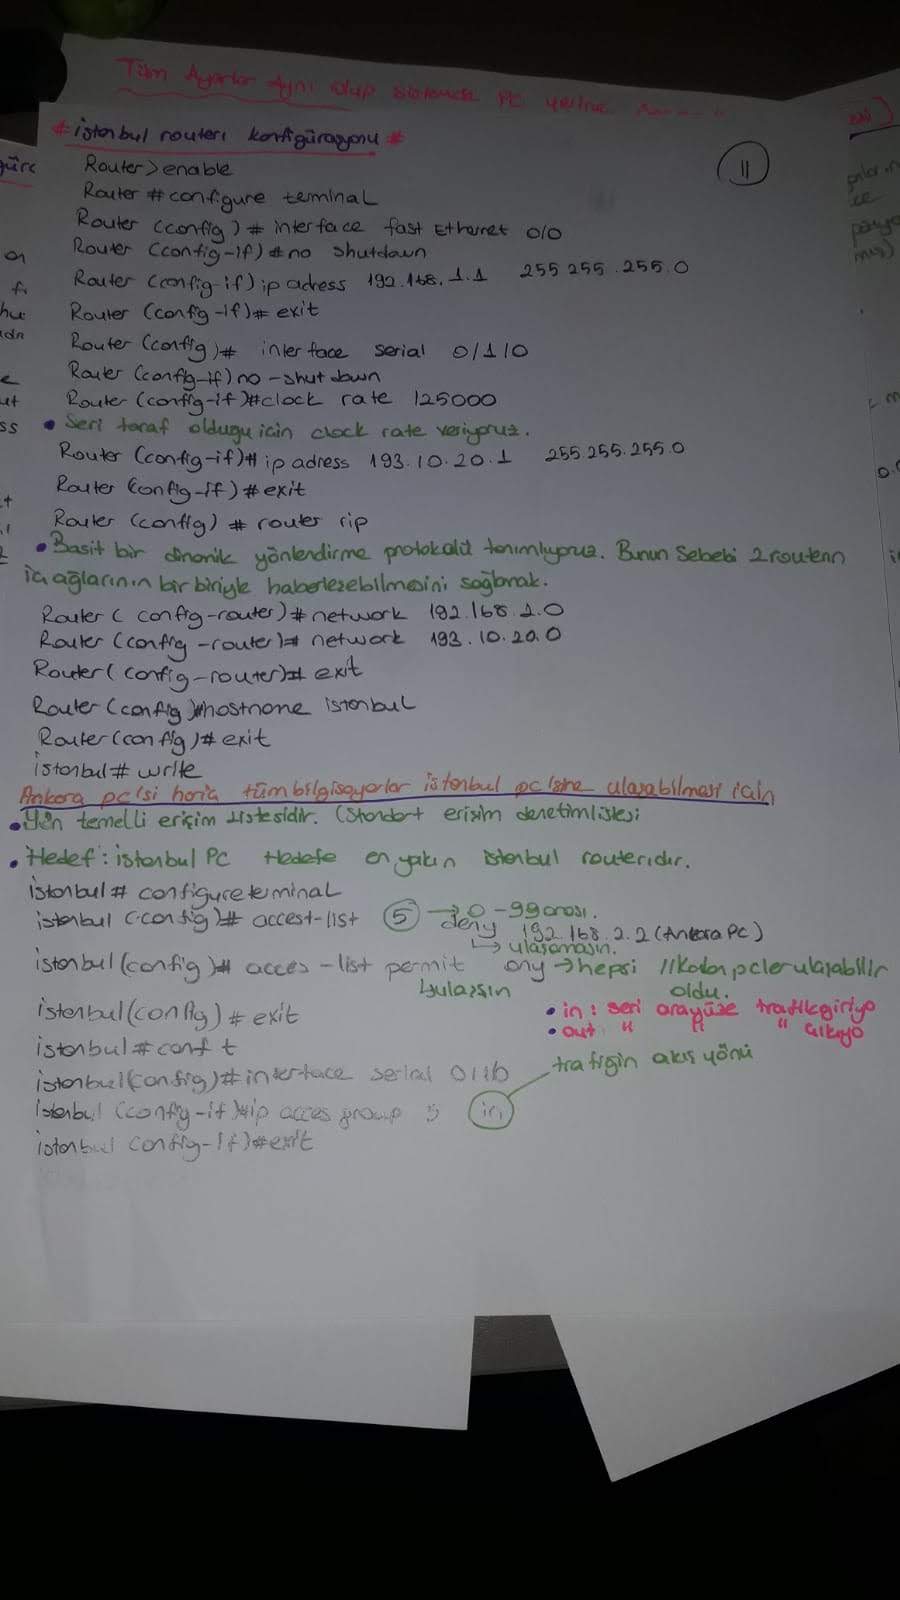 Tüm Ayarlar Aynı olup sistemde PC yerine
# istanbul routerı konfigürasyonu #
11
Router>enable
Router # configure teminal
Router (config) # interface fast Ethernet 0/0
Router (config-if) # no shutdown
Router (config-if) ip adress 192.168.1.1 255 255.255.0
Router (config-if)# exit
Router (config)# interface serial 0/1/0
Router (config-if) no-shutdown
Router (config-if)#clock rate 125000
• Seri taraf olduğu için clock rate veriyoruz.
Router (config-if)# ip adress 193.10.20.1 255.255.255.0
Router (config-if) #exit
Router (config) # router rip
• Basit bir dinamik yönlendirme protokolü tanımlıyoruz. Bunun Sebebi 2 routerın
iç ağlarının bir biriyle haberleşebilmesini sağlamak.
Router ( config-router) # network 192.168.1.0
Router (config-router)# network 193.10.20.0
Router( config-router)# exit
Router (config)#hostname istanbul
Router(config)# exit
istanbul# write
Ankara pc'si hariç tüm bilgisayarlar istanbul pc'sine ulaşabilmesi için
• Yön temelli erişim listesidir. (Standart erisim denetim listesi
• Hedef: istanbul PC Hedefe en yakın istanbul routerıdır.
istanbul# configure teminal
istanbul (config)# accest-list 5 → 0-99 arası. deny 192.168.2.2 (Ankara PC)
↳ ulaşamasın.
istanbul(config)# acces-list permit any → hepsi // Kalan pcler ulaşabilir
↳ulaşsın oldu.
istanbul(config) # exit
• in: seri arayüze trafik giriyo
• out: " " " çıkıyo
istanbul#conf t
trafiğin akış yönü
istanbul(config)#interface serial 0/1/0
istanbul (config-if)#ip acces group 5 in
istanbul config-if)#exit